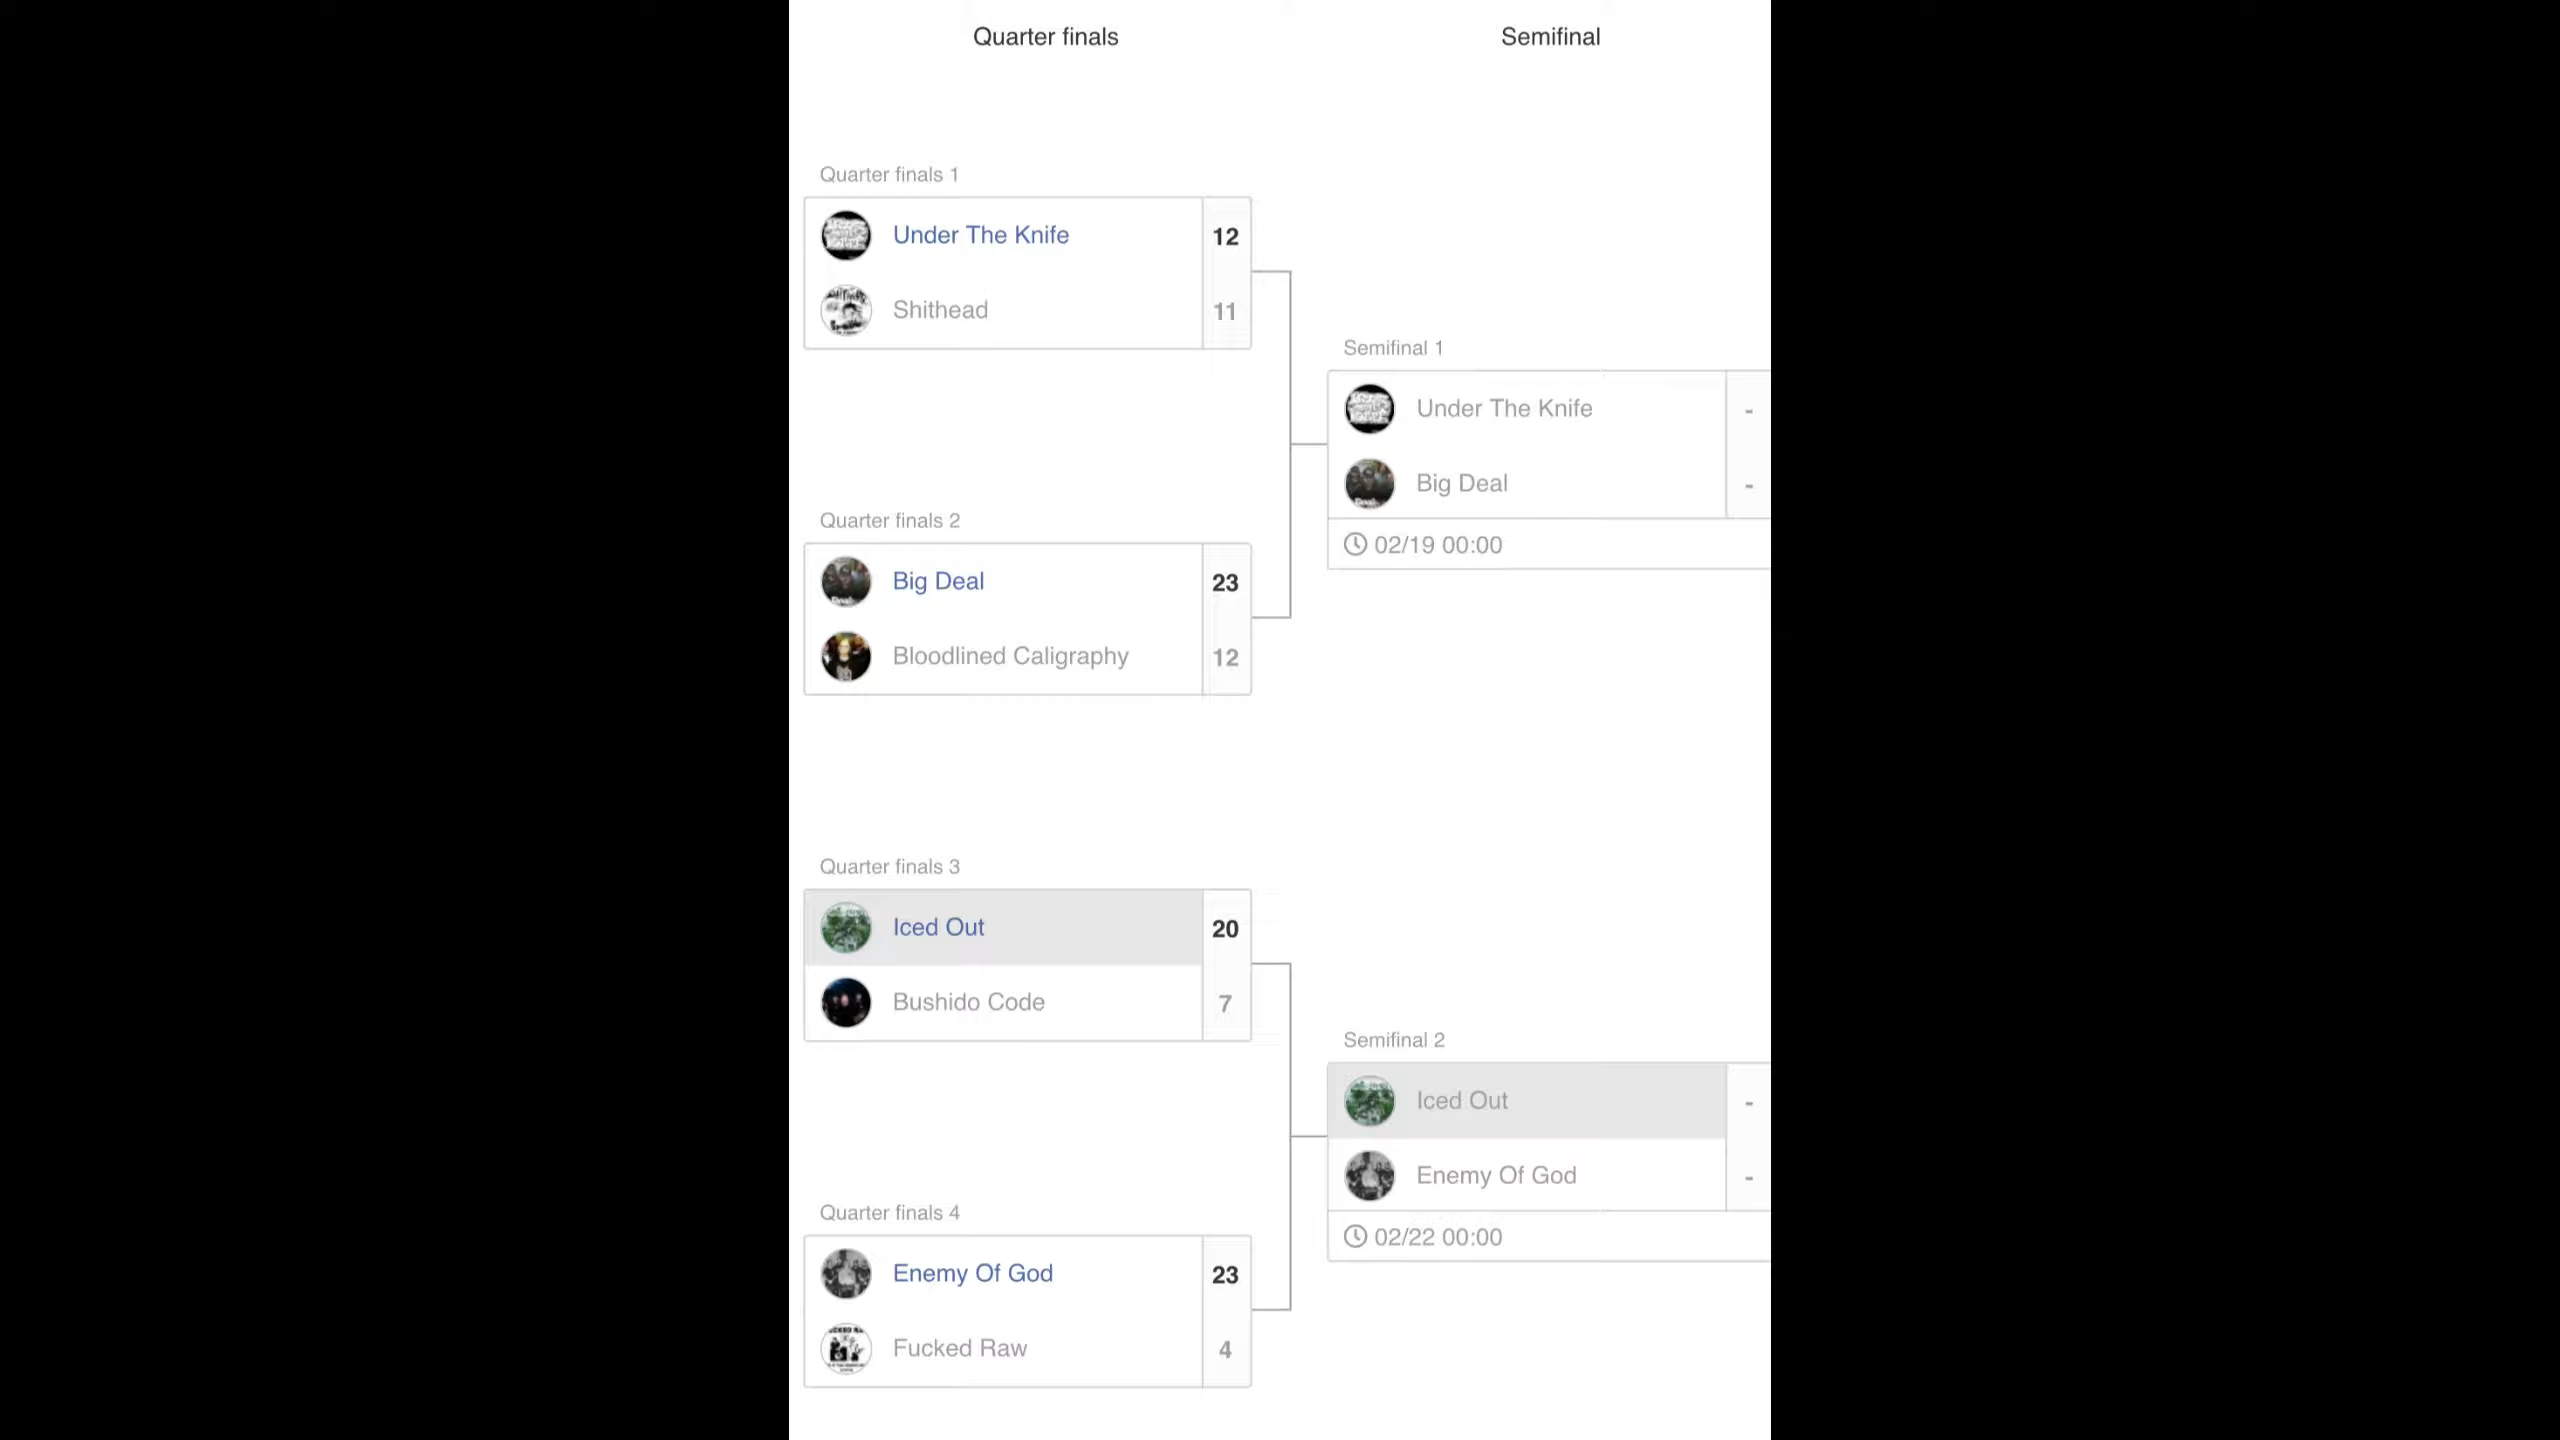 Quarter finals
Semifinal
Quarter finals 1
Under The Knife 12
Shithead 11
Semifinal 1
Under The Knife -
Big Deal -
02/19 00:00
Quarter finals 2
Big Deal 23
Bloodlined Caligraphy 12
Quarter finals 3
Iced Out 20
Bushido Code 7
Semifinal 2
Iced Out -
Enemy Of God -
02/22 00:00
Quarter finals 4
Enemy Of God 23
Fucked Raw 4